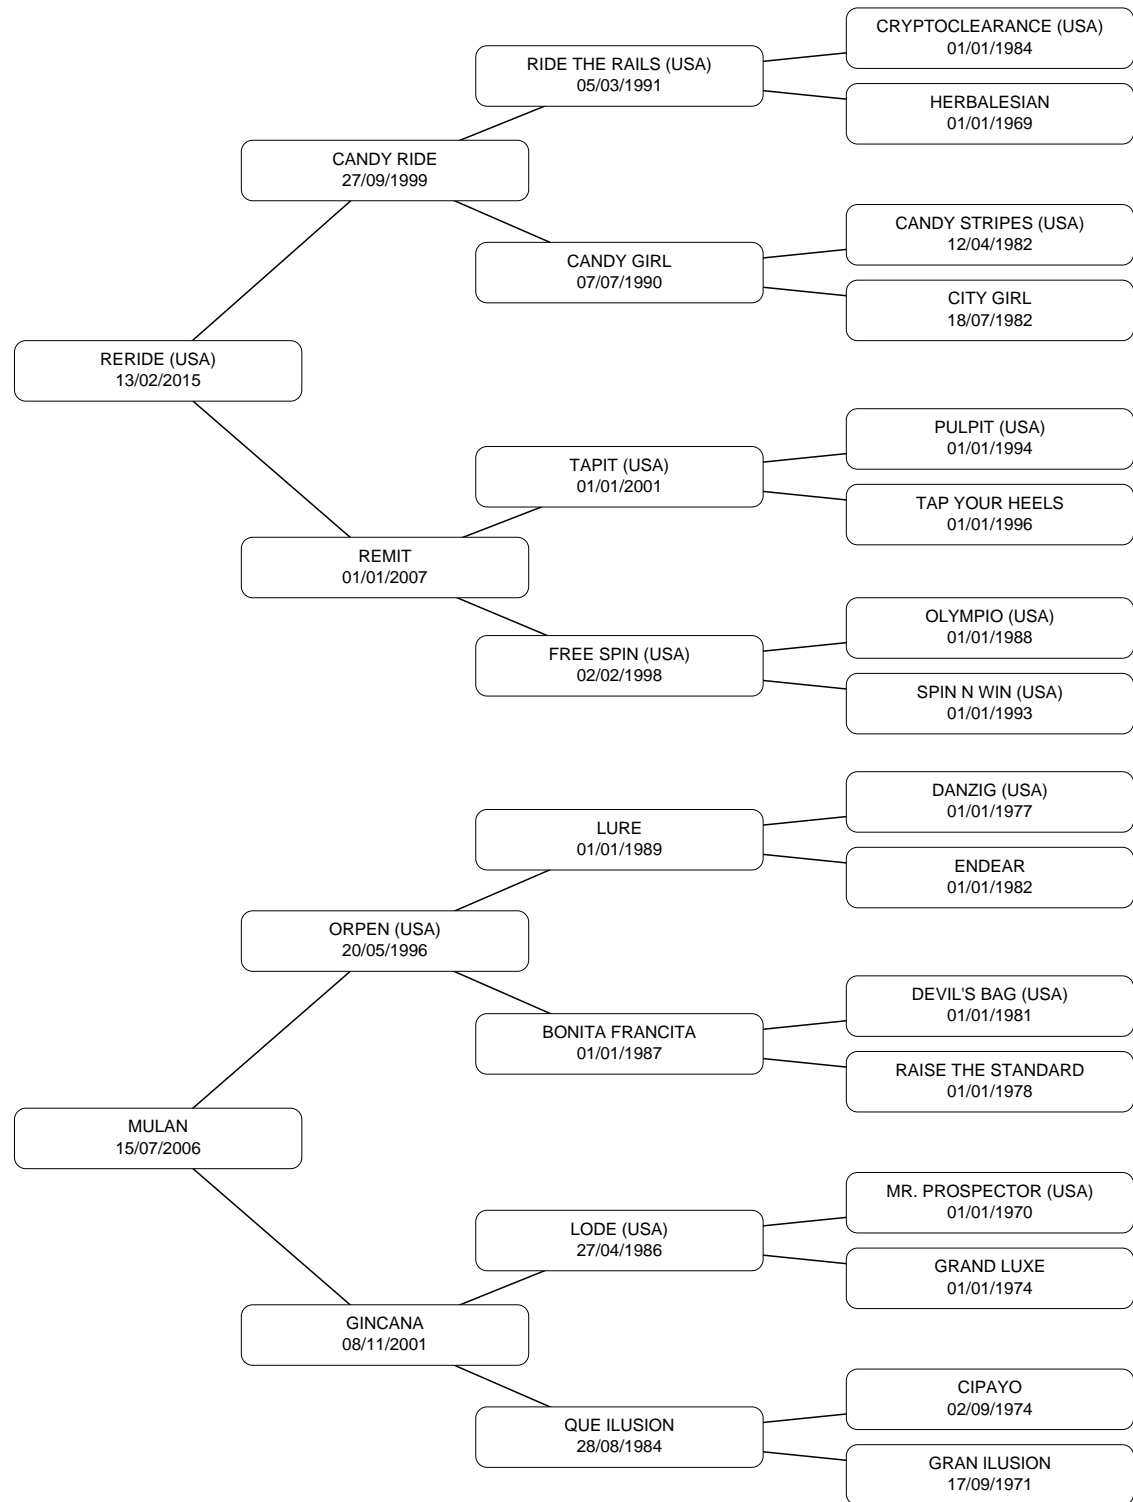 CRYPTOCLEARANCE (USA)
01/01/1984
RIDE THE RAILS (USA)
05/03/1991
HERBALESIAN
01/01/1969
CANDY RIDE
27/09/1999
CANDY STRIPES (USA)
12/04/1982
CANDY GIRL
07/07/1990
CITY GIRL
18/07/1982
RERIDE (USA)
13/02/2015
PULPIT (USA)
01/01/1994
TAPIT (USA)
01/01/2001
TAP YOUR HEELS
01/01/1996
REMIT
01/01/2007
OLYMPIO (USA)
01/01/1988
FREE SPIN (USA)
02/02/1998
SPIN N WIN (USA)
01/01/1993
DANZIG (USA)
01/01/1977
LURE
01/01/1989
ENDEAR
01/01/1982
ORPEN (USA)
20/05/1996
DEVIL'S BAG (USA)
01/01/1981
BONITA FRANCITA
01/01/1987
RAISE THE STANDARD
01/01/1978
MULAN
15/07/2006
MR. PROSPECTOR (USA)
01/01/1970
LODE (USA)
27/04/1986
GRAND LUXE
01/01/1974
GINCANA
08/11/2001
CIPAYO
02/09/1974
QUE ILUSION
28/08/1984
GRAN ILUSION
17/09/1971